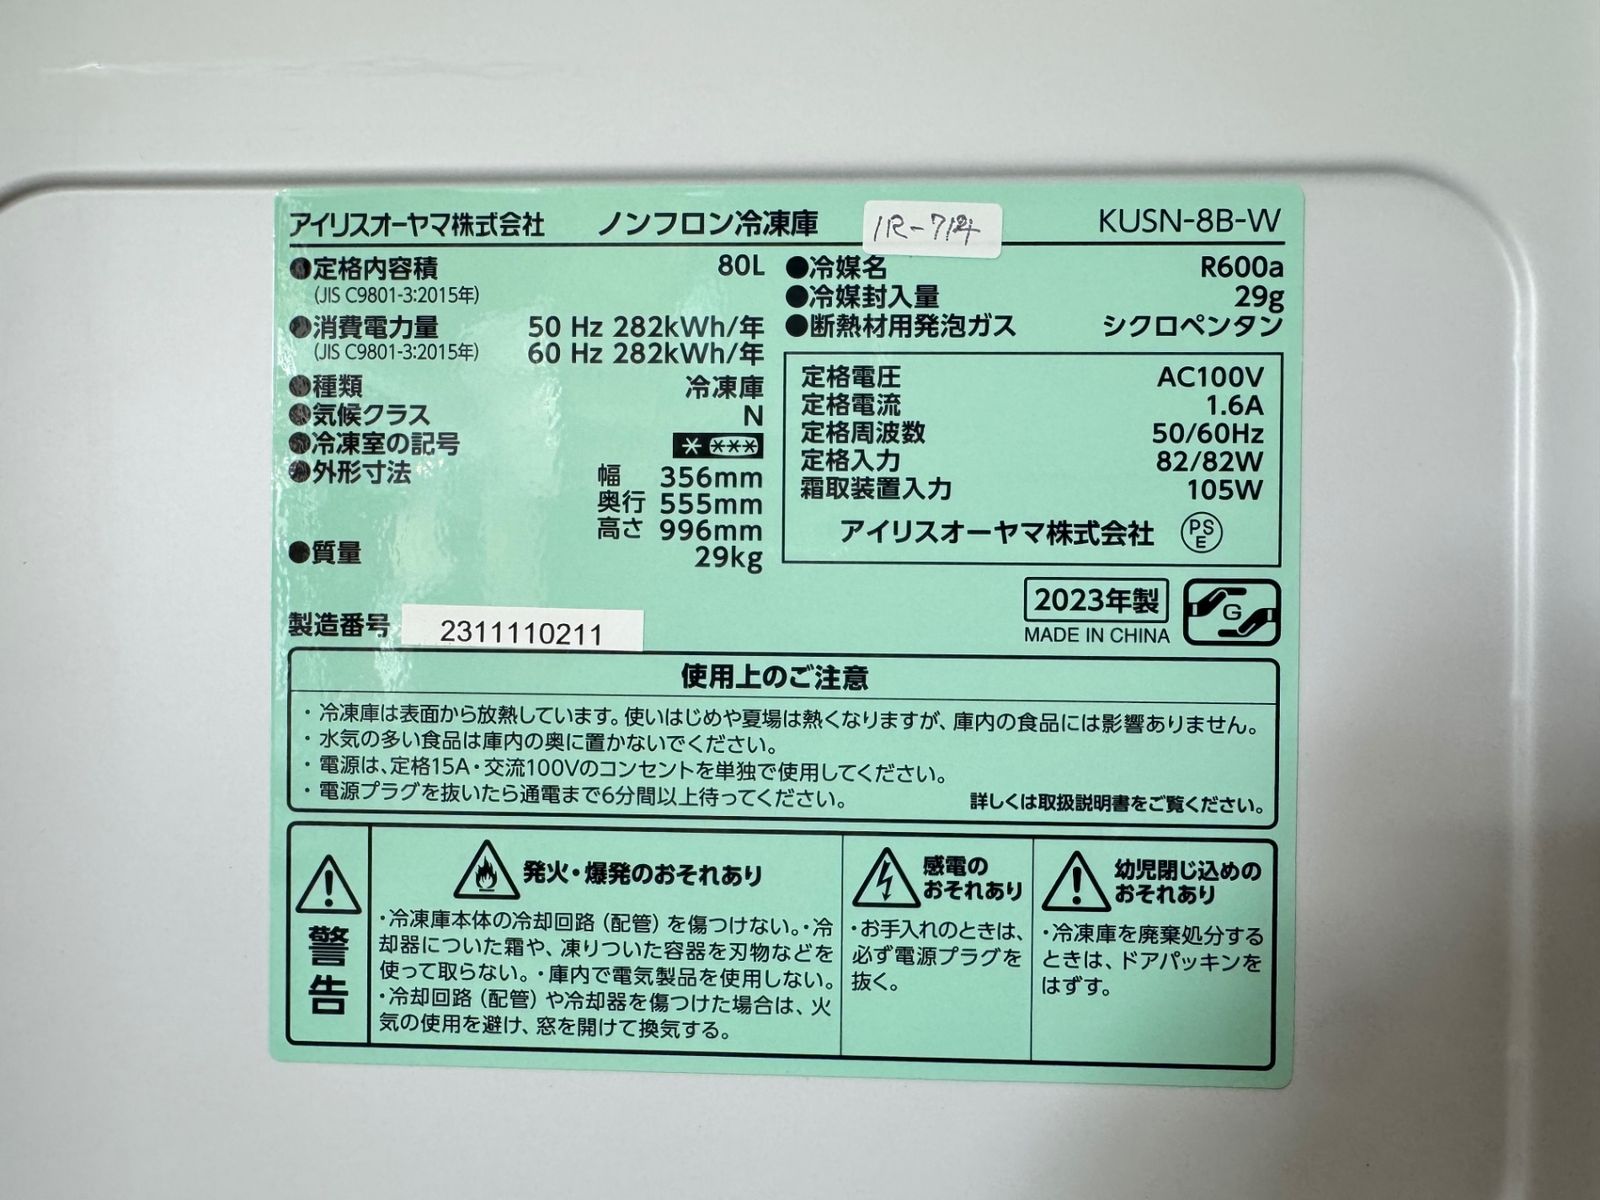 アイリスオーヤマ株式会社 ノンフロン冷凍庫 KUSN-8B-W
●定格内容積 80L
(JIS C9801-3:2015年)
●消費電力量 50 Hz 282kWh/年
(JIS C9801-3:2015年) 60 Hz 282kWh/年
●種類 冷凍庫
●気候クラス N
●冷凍室の記号
●外形寸法 幅 356mm
奥行 555mm
高さ 996mm
●質量 29kg
●冷媒名 R600a
●冷媒封入量 29g
●断熱材用発泡ガス シクロペンタン
定格電圧 AC100V
定格電流 1.6A
定格周波数 50/60Hz
定格入力 82/82W
霜取装置入力 105W
アイリスオーヤマ株式会社 PSE
製造番号 2311110211
2023年製
MADE IN CHINA
G
使用上のご注意
・冷凍庫は表面から放熱しています。使いはじめや夏場は熱くなりますが、庫内の食品には影響ありません。
・水気の多い食品は庫内の奥に置かないでください。
・電源は、定格15A・交流100Vのコンセントを単独で使用してください。
・電源プラグを抜いたら通電まで6分間以上待ってください。 詳しくは取扱説明書をご覧ください。
警告
発火・爆発のおそれあり
・冷凍庫本体の冷却回路（配管）を傷つけない。・冷
却器についた霜や、凍りついた容器を刃物などを
使って取らない。・庫内で電気製品を使用しない。
・冷却回路（配管）や冷却器を傷つけた場合は、火
気の使用を避け、窓を開けて換気する。
感電の
おそれあり
・お手入れのときは、
必ず電源プラグを
抜く。
幼児閉じ込めの
おそれあり
・冷凍庫を廃棄処分する
ときは、ドアパッキンを
はずす。